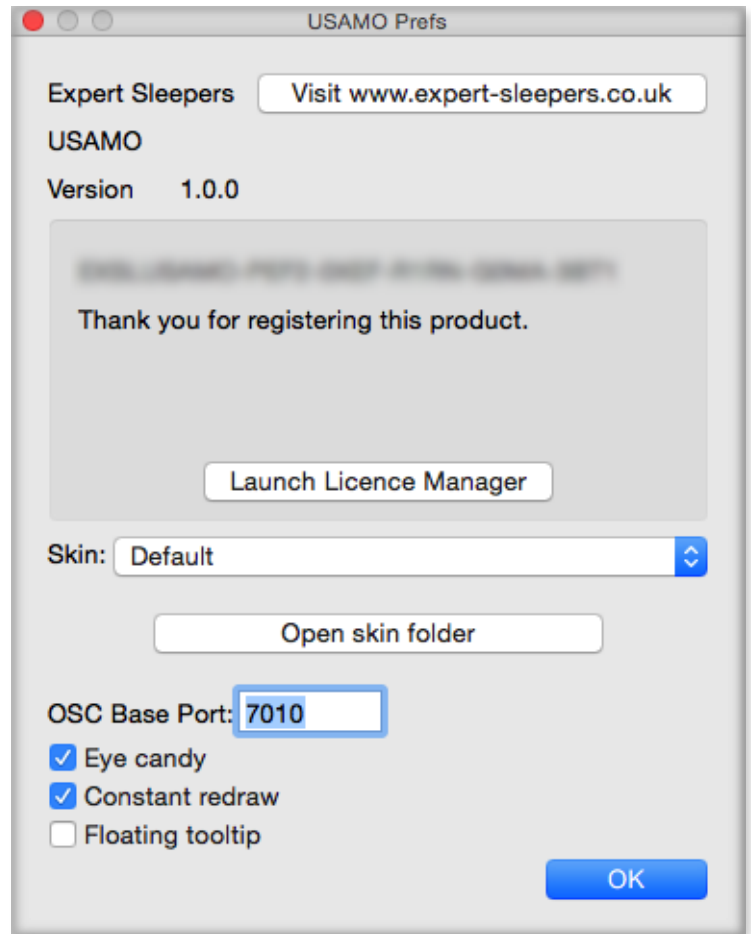 USAMO Prefs
Expert Sleepers Visit www.expert-sleepers.co.uk
USAMO
Version 1.0.0
Thank you for registering this product.
Launch Licence Manager
Skin: Default
Open skin folder
OSC Base Port: 7010
Eye candy
Constant redraw
Floating tooltip
OK